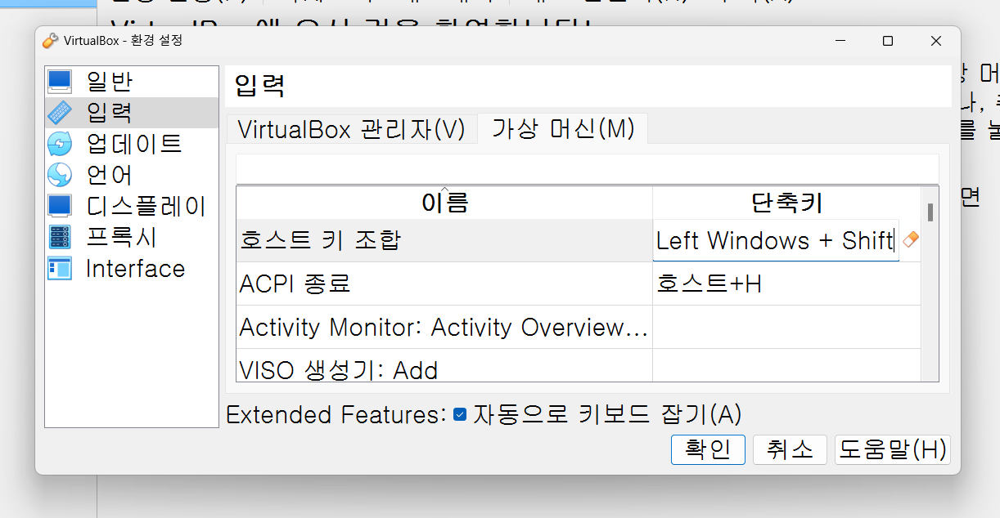 VirtualBox - 환경 설정
일반
입력
업데이트
언어
디스플레이
프록시
Interface
입력
VirtualBox 관리자(V)
가상 머신(M)
이름
단축키
호스트 키 조합
Left Windows + Shift
ACPI 종료
호스트+H
Activity Monitor: Activity Overview...
VISO 생성기: Add
Extended Features:
자동으로 키보드 잡기(A)
확인
취소
도움말(H)
머
나,
를
면